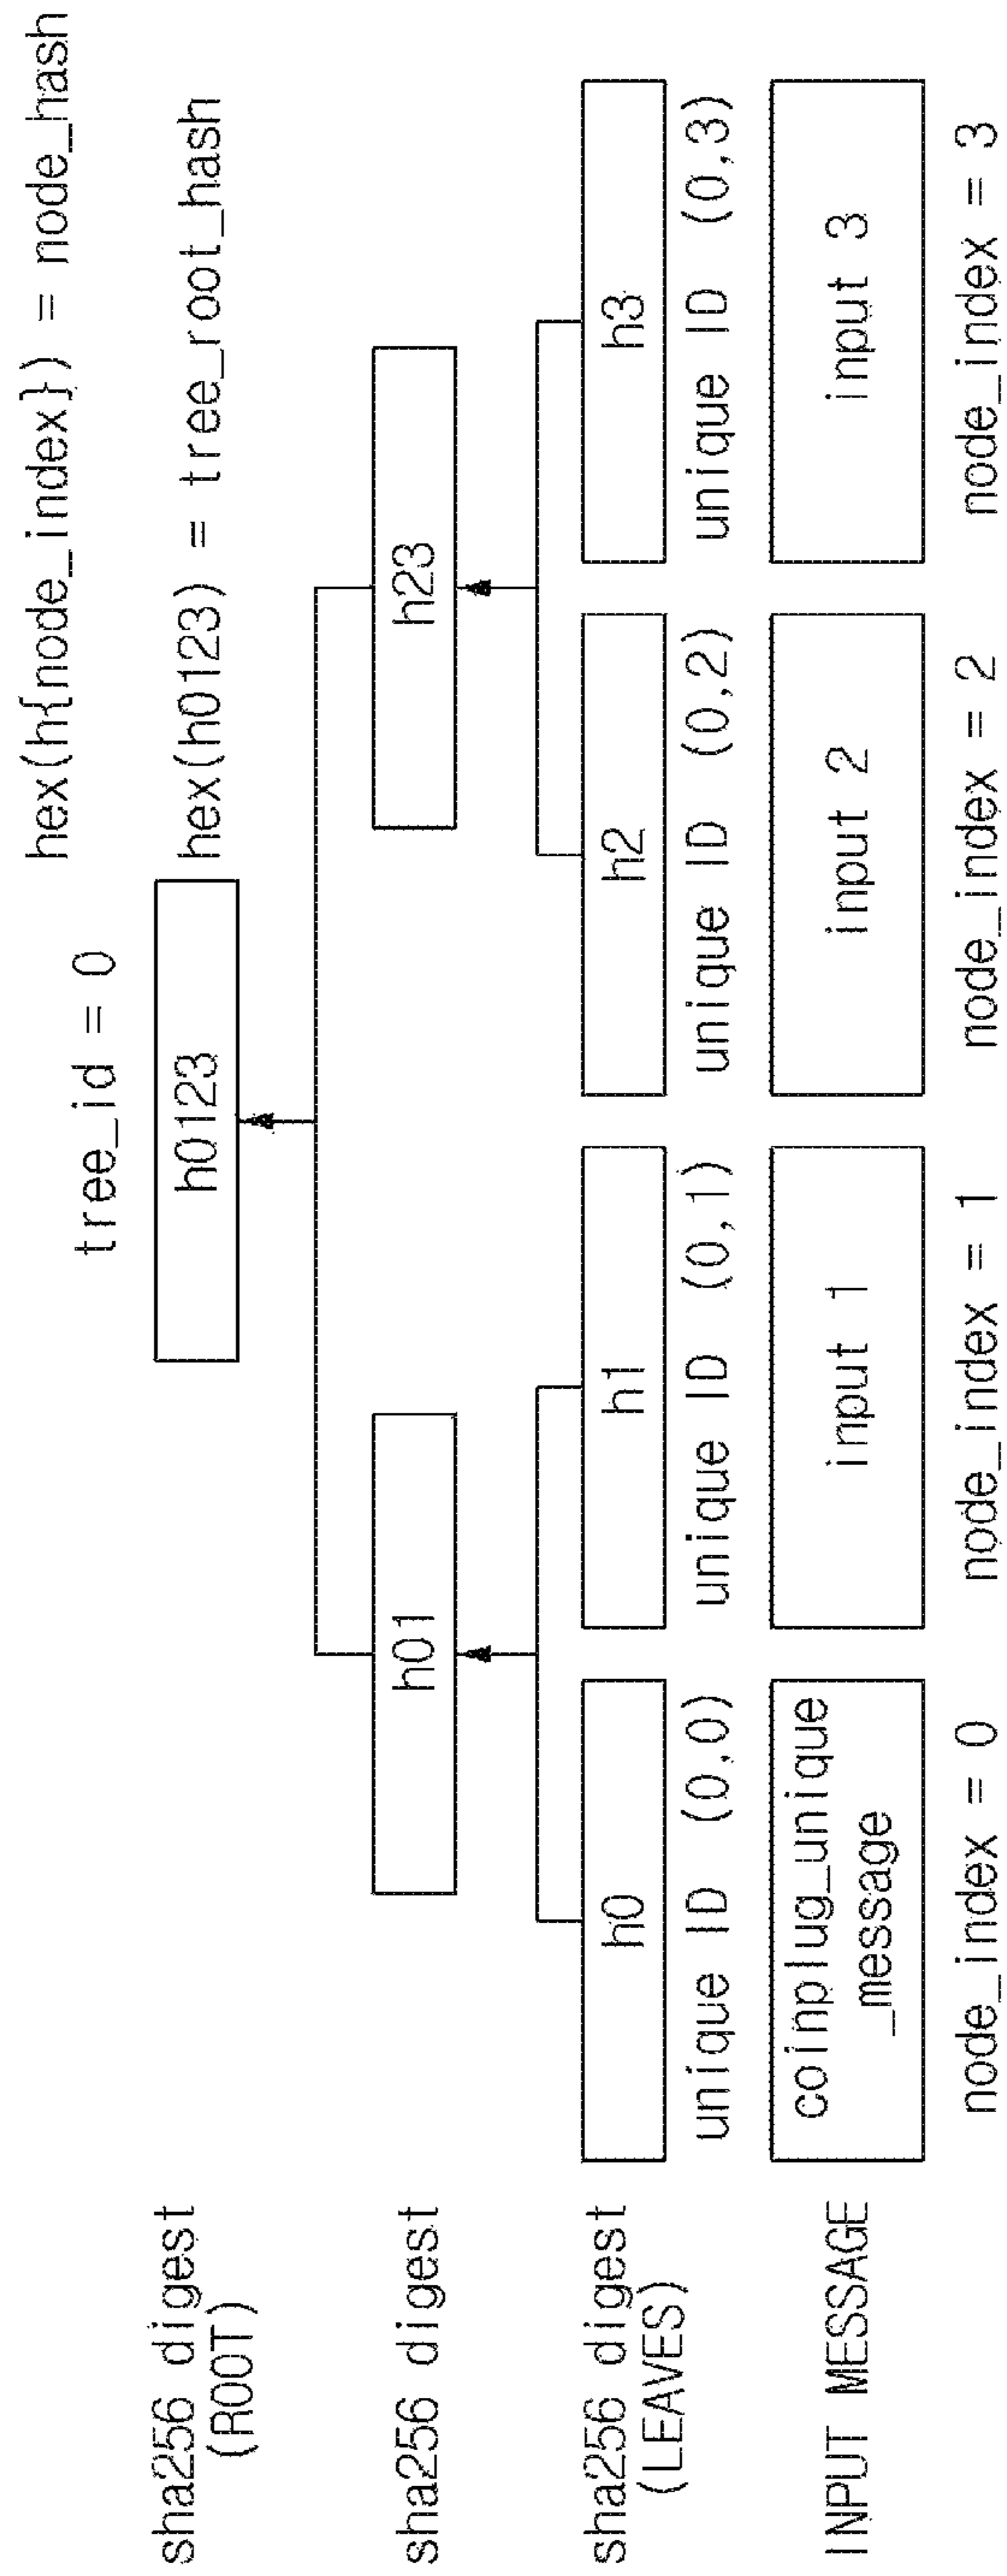 hex(h{node_index}) = node_hash
tree_id = 0
sha256 digest
(ROOT)
h0123
hex(h0123) = tree_root_hash
sha256 digest
h01
h23
sha256 digest
(LEAVES)
h0
h1
h2
h3
unique ID (0,0)
unique ID (0,1)
unique ID (0,2)
unique ID (0,3)
INPUT MESSAGE
coinplug_unique
_message
input 1
input 2
input 3
node_index = 0
node_index = 1
node_index = 2
node_index = 3